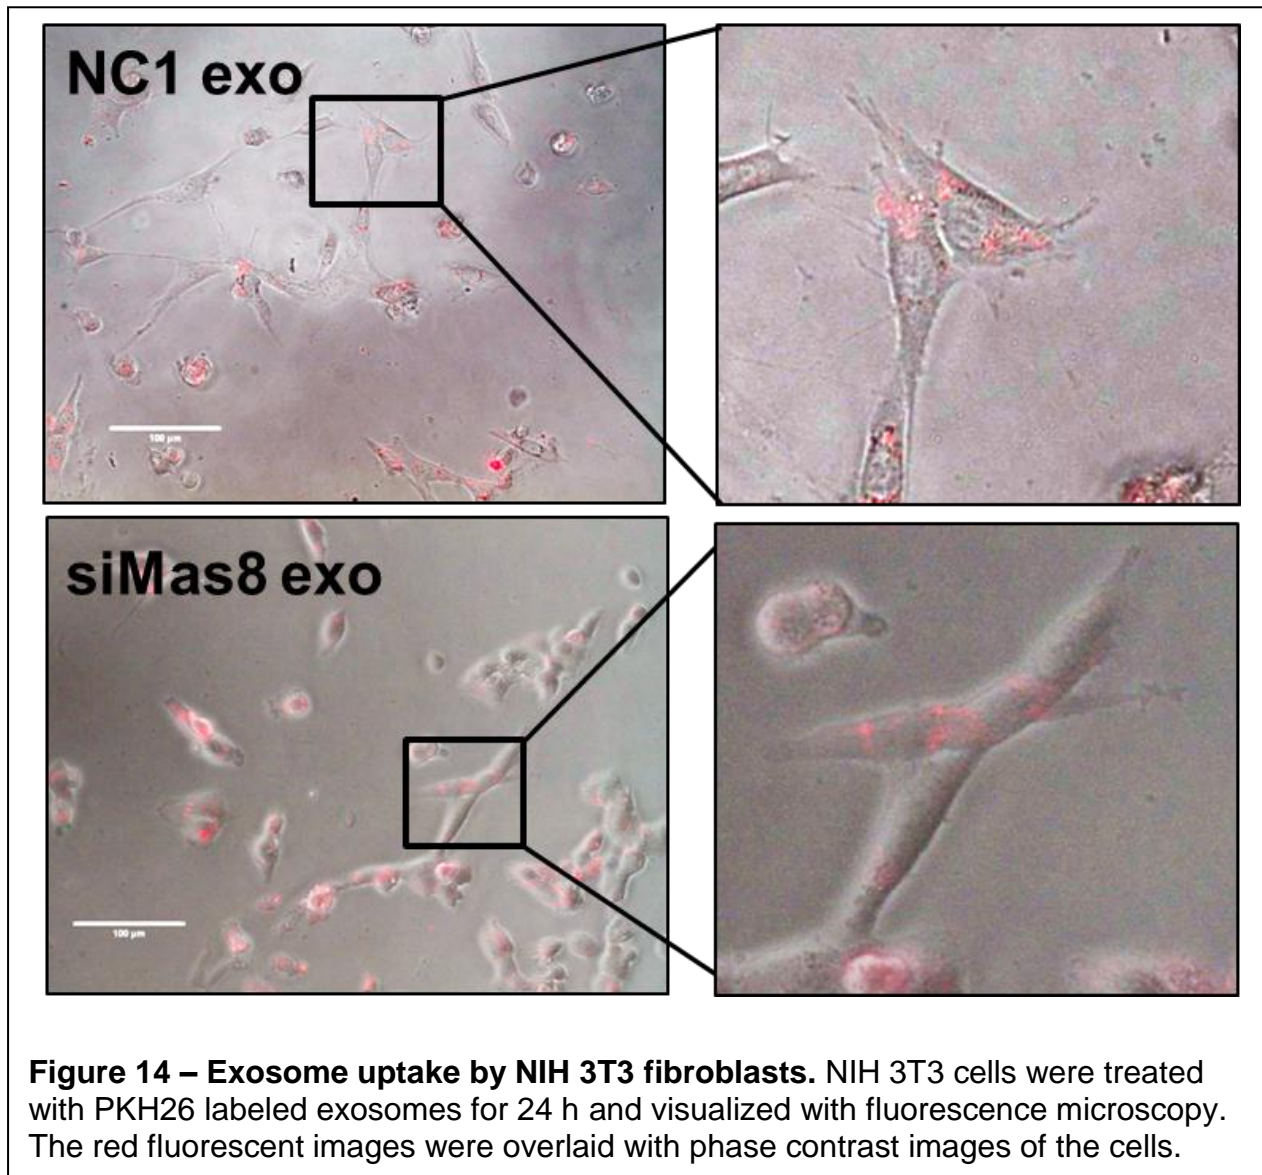 NC1 exo
100 µm
siMas8 exo
100 µm
Figure 14 – Exosome uptake by NIH 3T3 fibroblasts. NIH 3T3 cells were treated
with PKH26 labeled exosomes for 24 h and visualized with fluorescence microscopy.
The red fluorescent images were overlaid with phase contrast images of the cells.